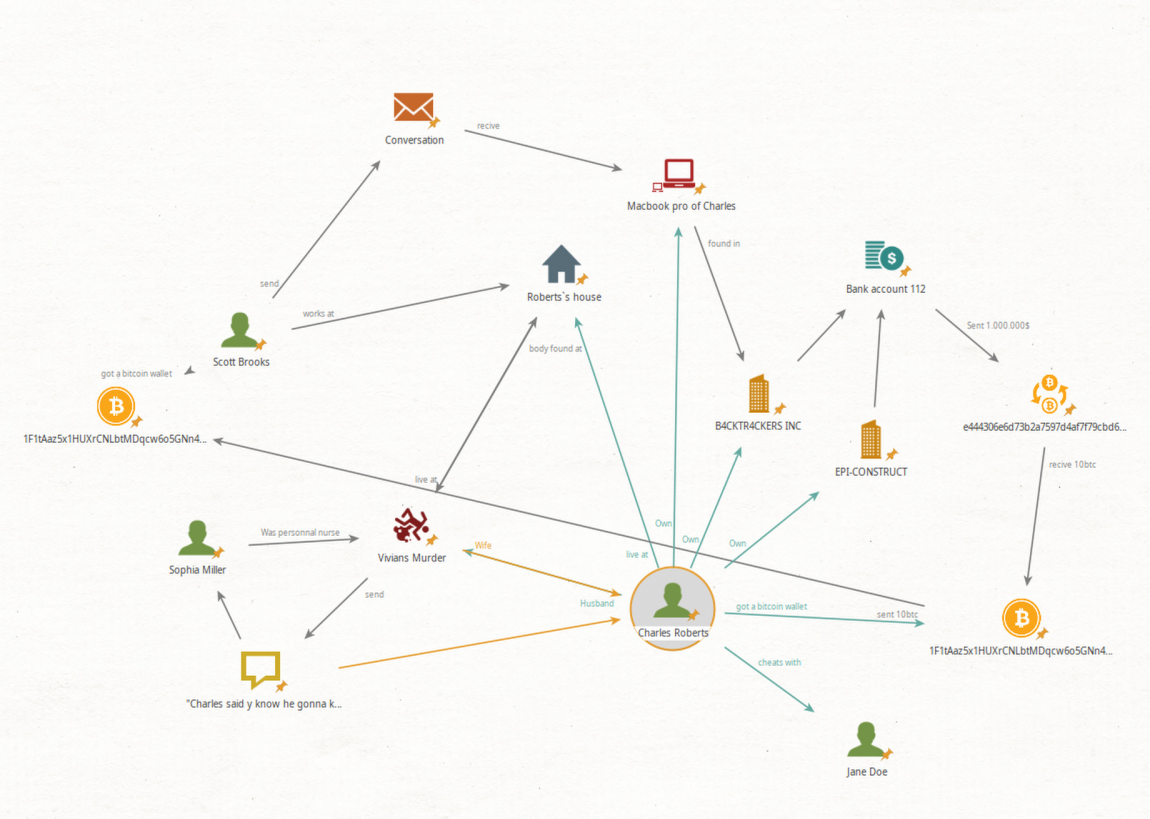 Conversation
recive
Macbook pro of Charles
found in
Bank account 112
Roberts`s house
send
works at
Sent 1.000.000$
body found at
Scott Brooks
got a bitcoin wallet
B4CKTR4CKERS INC
e444306e6d73b2a7597d4af7f79cbd6...
1F1tAaz5x1HUXrCNLbtMDqcw6o5GNn4...
EPI-CONSTRUCT
recive 10btc
live at
Was personnal nurse
Vivians Murder
Wife
Own
Own
Own
live at
Sophia Miller
send
Husband
got a bitcoin wallet
sent 10btc
Charles Roberts
1F1tAaz5x1HUXrCNLbtMDqcw6o5GNn4...
cheats with
"Charles said y know he gonna k...
Jane Doe